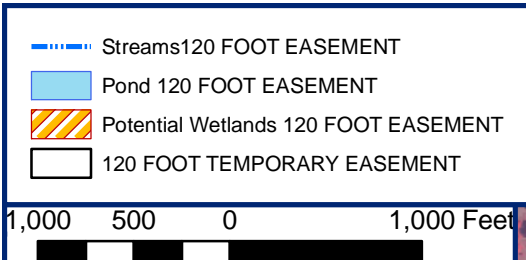 Streams120 FOOT EASEMENT
Pond 120 FOOT EASEMENT
Potential Wetlands 120 FOOT EASEMENT
120 FOOT TEMPORARY EASEMENT
1,000 500 0 1,000 Feet